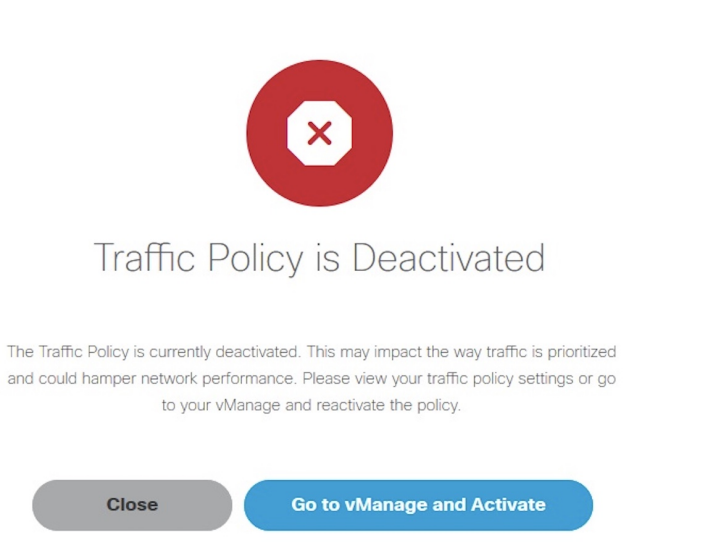 Traffic Policy is Deactivated
The Traffic Policy is currently deactivated. This may impact the way traffic is prioritized
and could hamper network performance. Please view your traffic policy settings or go
to your vManage and reactivate the policy.
Close
Go to vManage and Activate